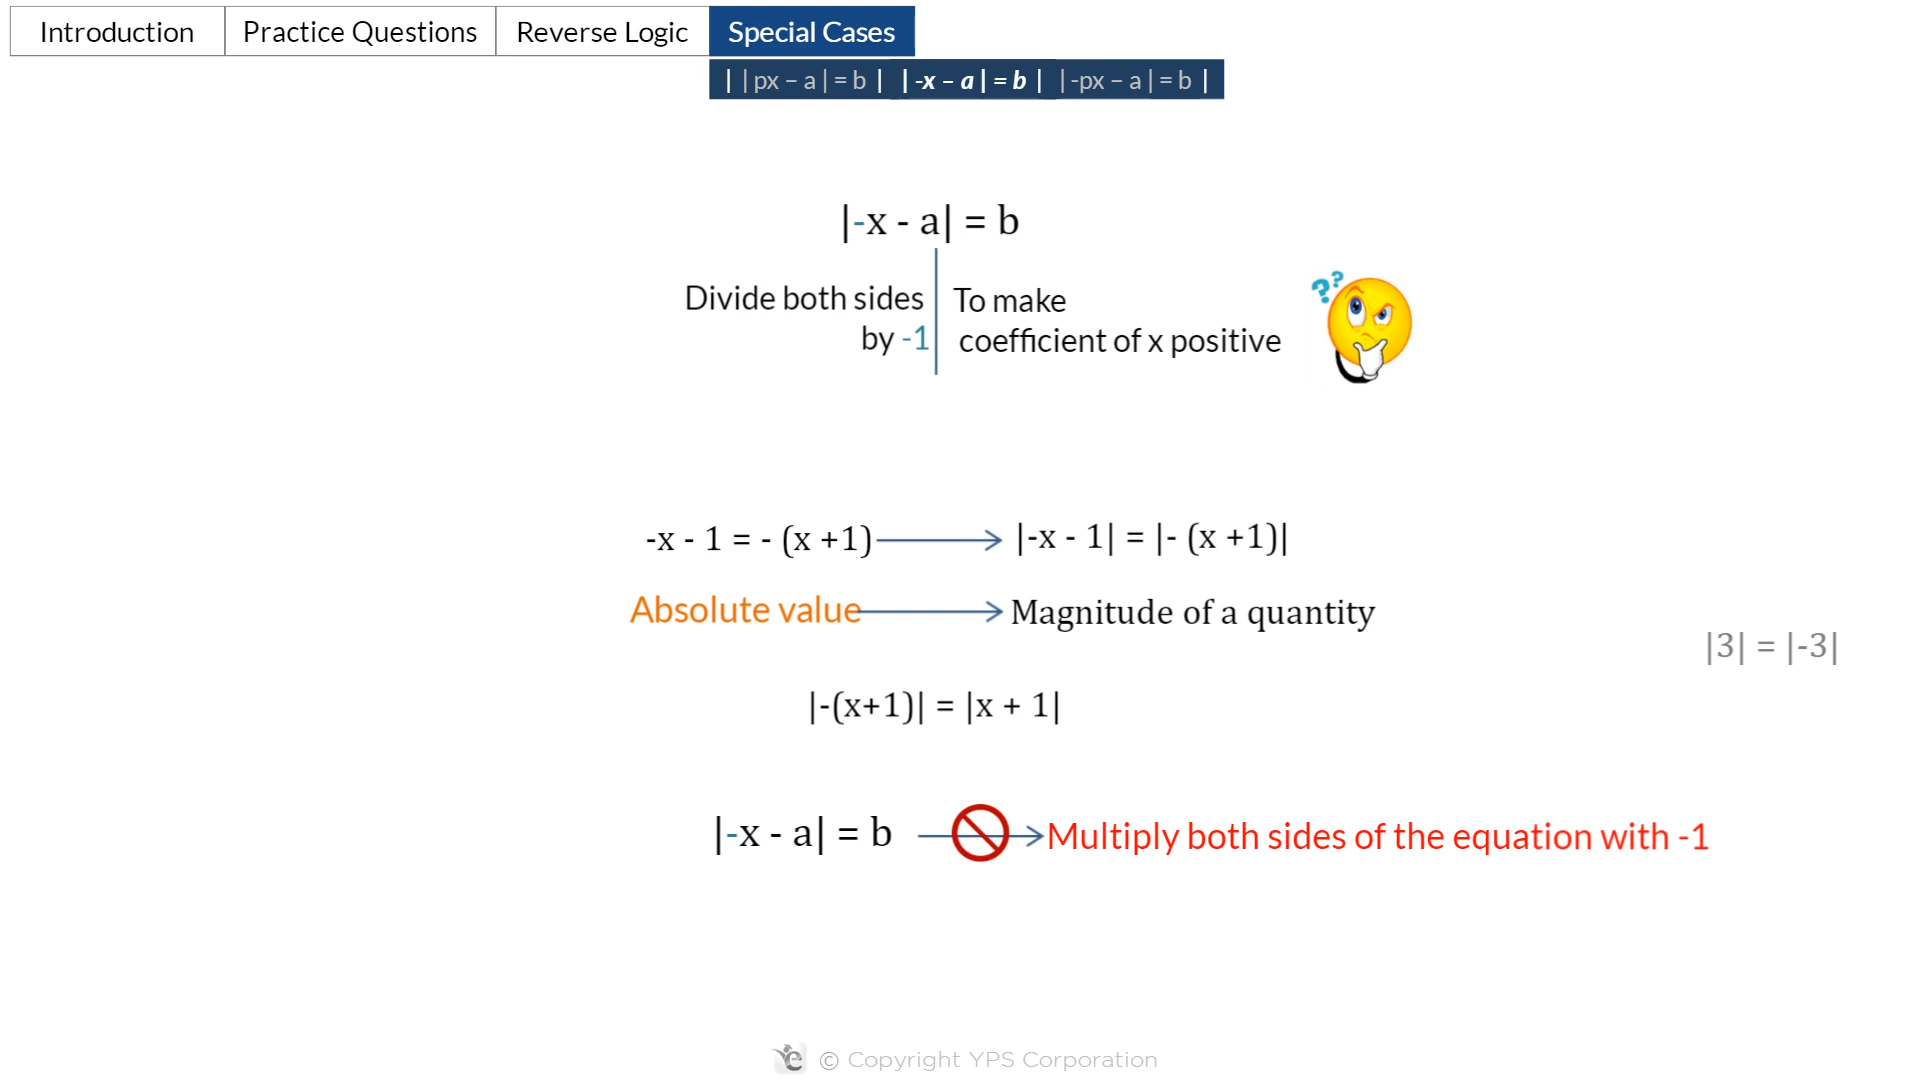 Introduction Practice Questions Reverse Logic Special Cases
| |px – a|= b | |-x – a|= b | |-px – a|= b |
|-x - a| = b
Divide both sides
by -1
To make
coefficient of x positive
??
-x - 1 = - (x +1) |-x - 1| = |- (x +1)|
Absolute value Magnitude of a quantity
|3| = |-3|
|-(x+1)| = |x + 1|
|-x - a| = b Multiply both sides of the equation with -1
e © Copyright YPS Corporation